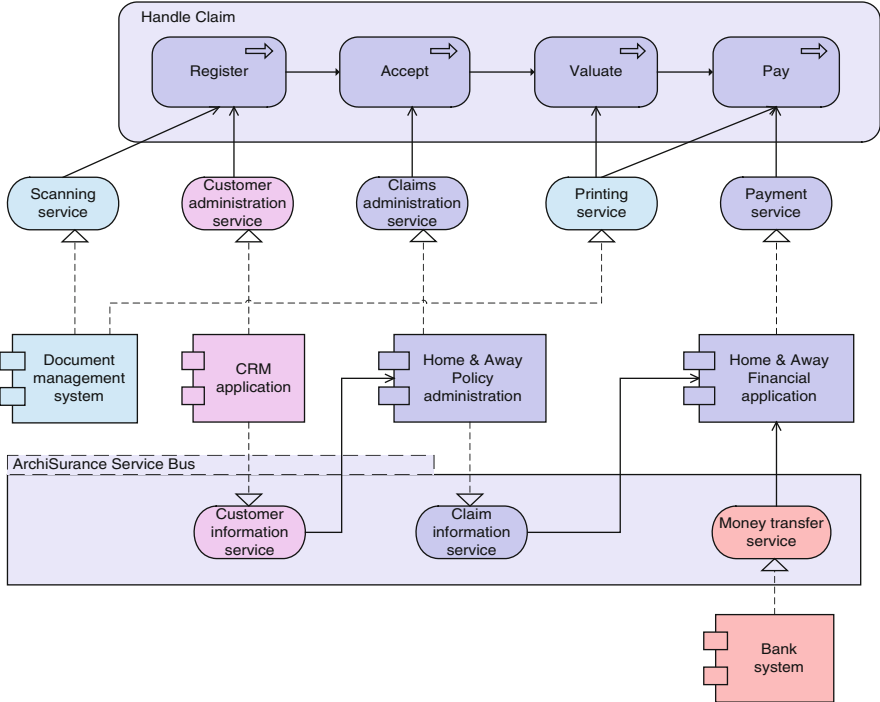 Handle Claim
Register
Accept
Valuate
Pay
Scanning
service
Customer
administration
service
Claims
administration
service
Printing
service
Payment
service
Document
management
system
CRM
application
Home & Away
Policy
administration
Home & Away
Financial
application
ArchiSurance Service Bus
Customer
information
service
Claim
information
service
Money transfer
service
Bank
system